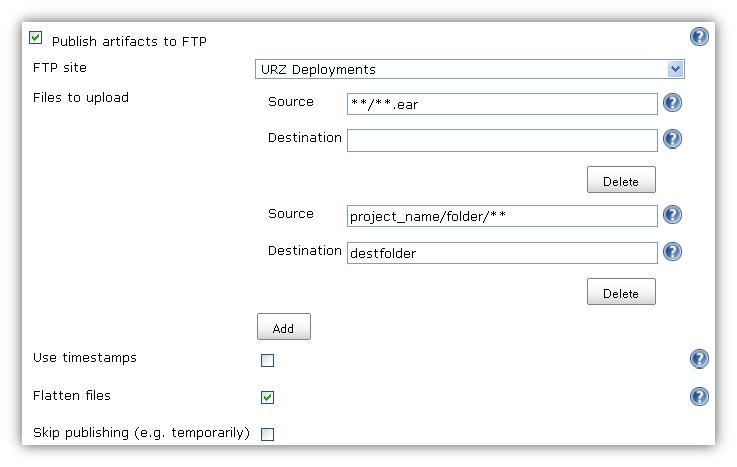 Publish artifacts to FTP
FTP site URZ Deployments
Files to upload Source **/**.ear
Destination
Delete
Source project_name/folder/**
Destination destfolder
Delete
Add
Use timestamps
Flatten files
Skip publishing (e.g. temporarily)